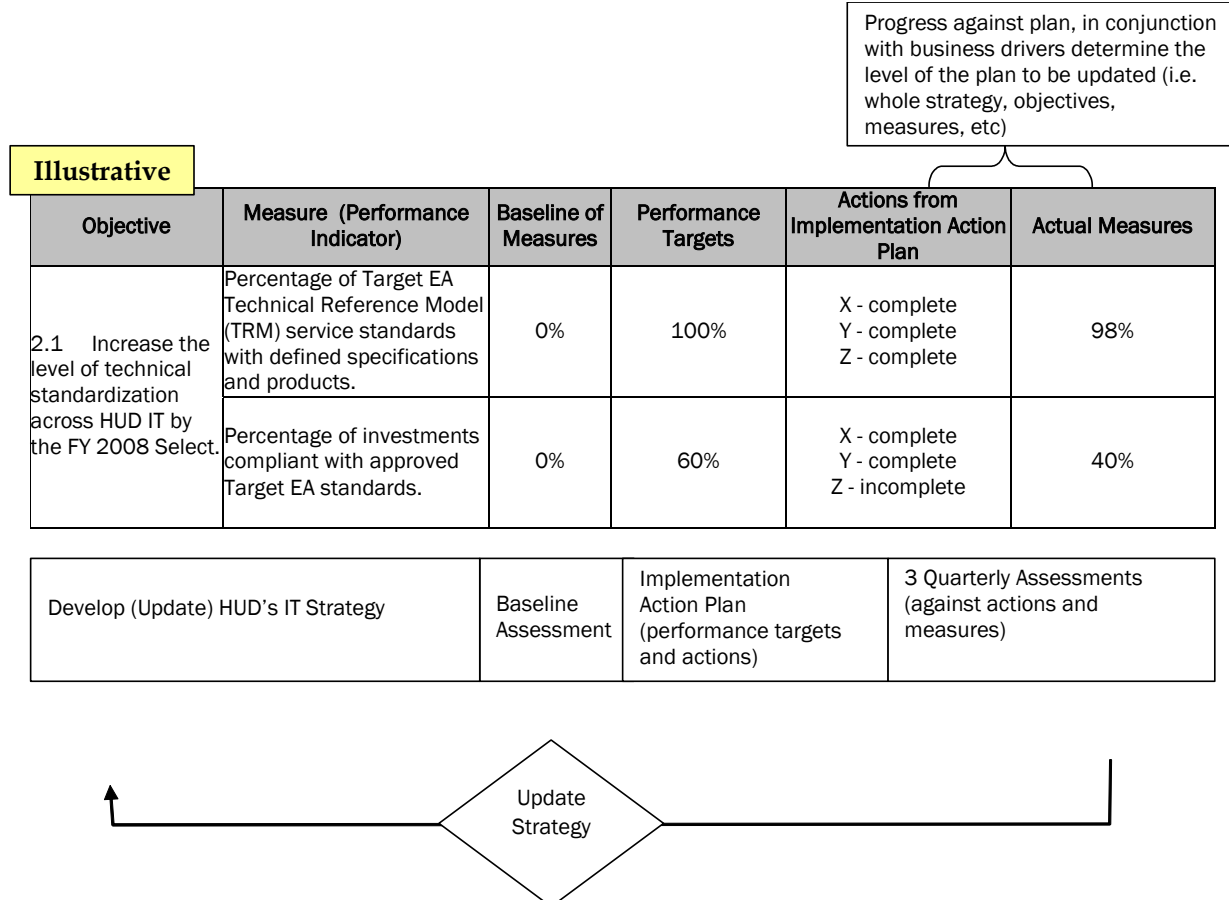 Progress against plan, in conjunction
with business drivers determine the
level of the plan to be updated (i.e.
whole strategy, objectives,
measures, etc)
Illustrative
Objective
Measure (Performance
Indicator)
Baseline of
Measures
Performance
Targets
Actions from
Implementation Action
Plan
Actual Measures
2.1 Increase the
level of technical
standardization
across HUD IT by
the FY 2008 Select.
Percentage of Target EA
Technical Reference Model
(TRM) service standards
with defined specifications
and products.
0%
100%
X - complete
Y - complete
Z - complete
98%
Percentage of investments
compliant with approved
Target EA standards.
0%
60%
X - complete
Y - complete
Z - incomplete
40%
Develop (Update) HUD's IT Strategy
Baseline
Assessment
Implementation
Action Plan
(performance targets
and actions)
3 Quarterly Assessments
(against actions and
measures)
Update
Strategy